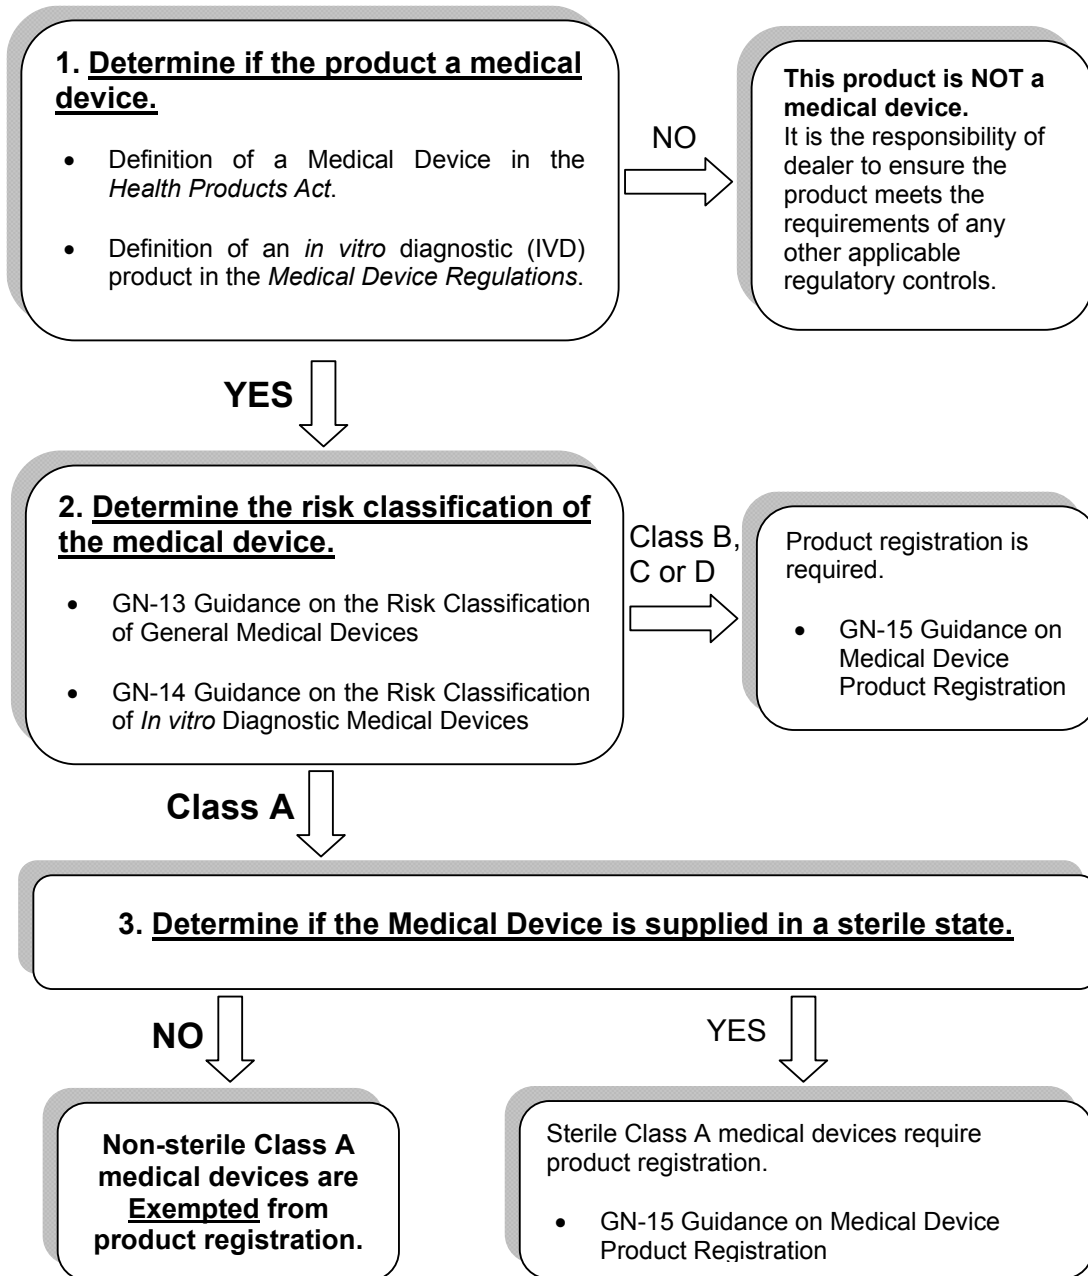 1. Determine if the product a medical
device.
• Definition of a Medical Device in the
Health Products Act.
• Definition of an in vitro diagnostic (IVD)
product in the Medical Device Regulations.
NO
This product is NOT a
medical device.
It is the responsibility of
dealer to ensure the
product meets the
requirements of any
other applicable
regulatory controls.
YES
2. Determine the risk classification of
the medical device.
• GN-13 Guidance on the Risk Classification
of General Medical Devices
• GN-14 Guidance on the Risk Classification
of In vitro Diagnostic Medical Devices
Class B,
C or D
Product registration is
required.
• GN-15 Guidance on
Medical Device
Product Registration
Class A
3. Determine if the Medical Device is supplied in a sterile state.
NO
YES
Non-sterile Class A
medical devices are
Exempted from
product registration.
Sterile Class A medical devices require
product registration.
• GN-15 Guidance on Medical Device
Product Registration